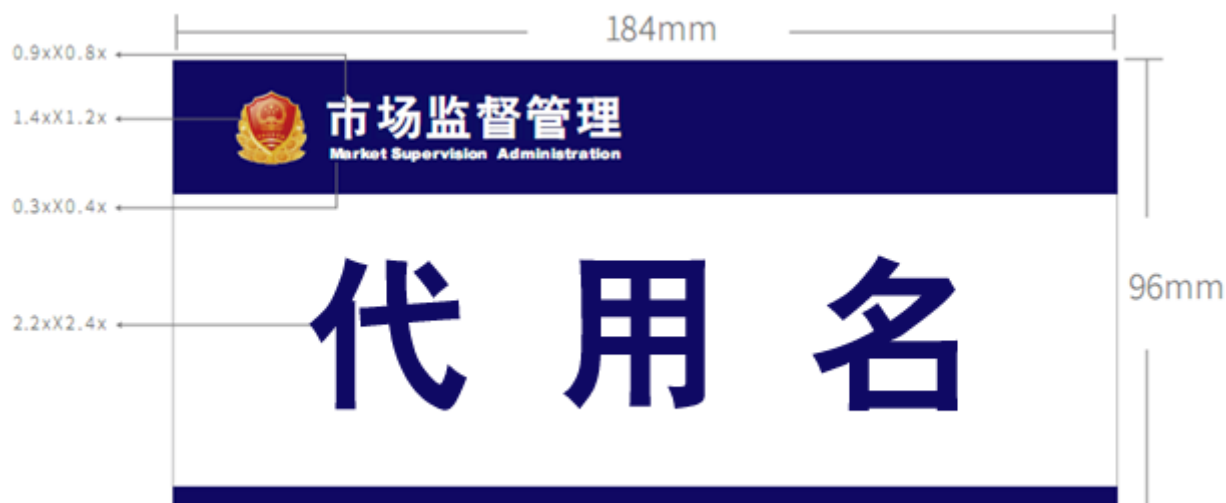 184mm
0.9xX0.8x
1.4xX1.2x
市场监督管理
Market Supervision Administration
0.3xX0.4x
96mm
代用名
2.2xX2.4x